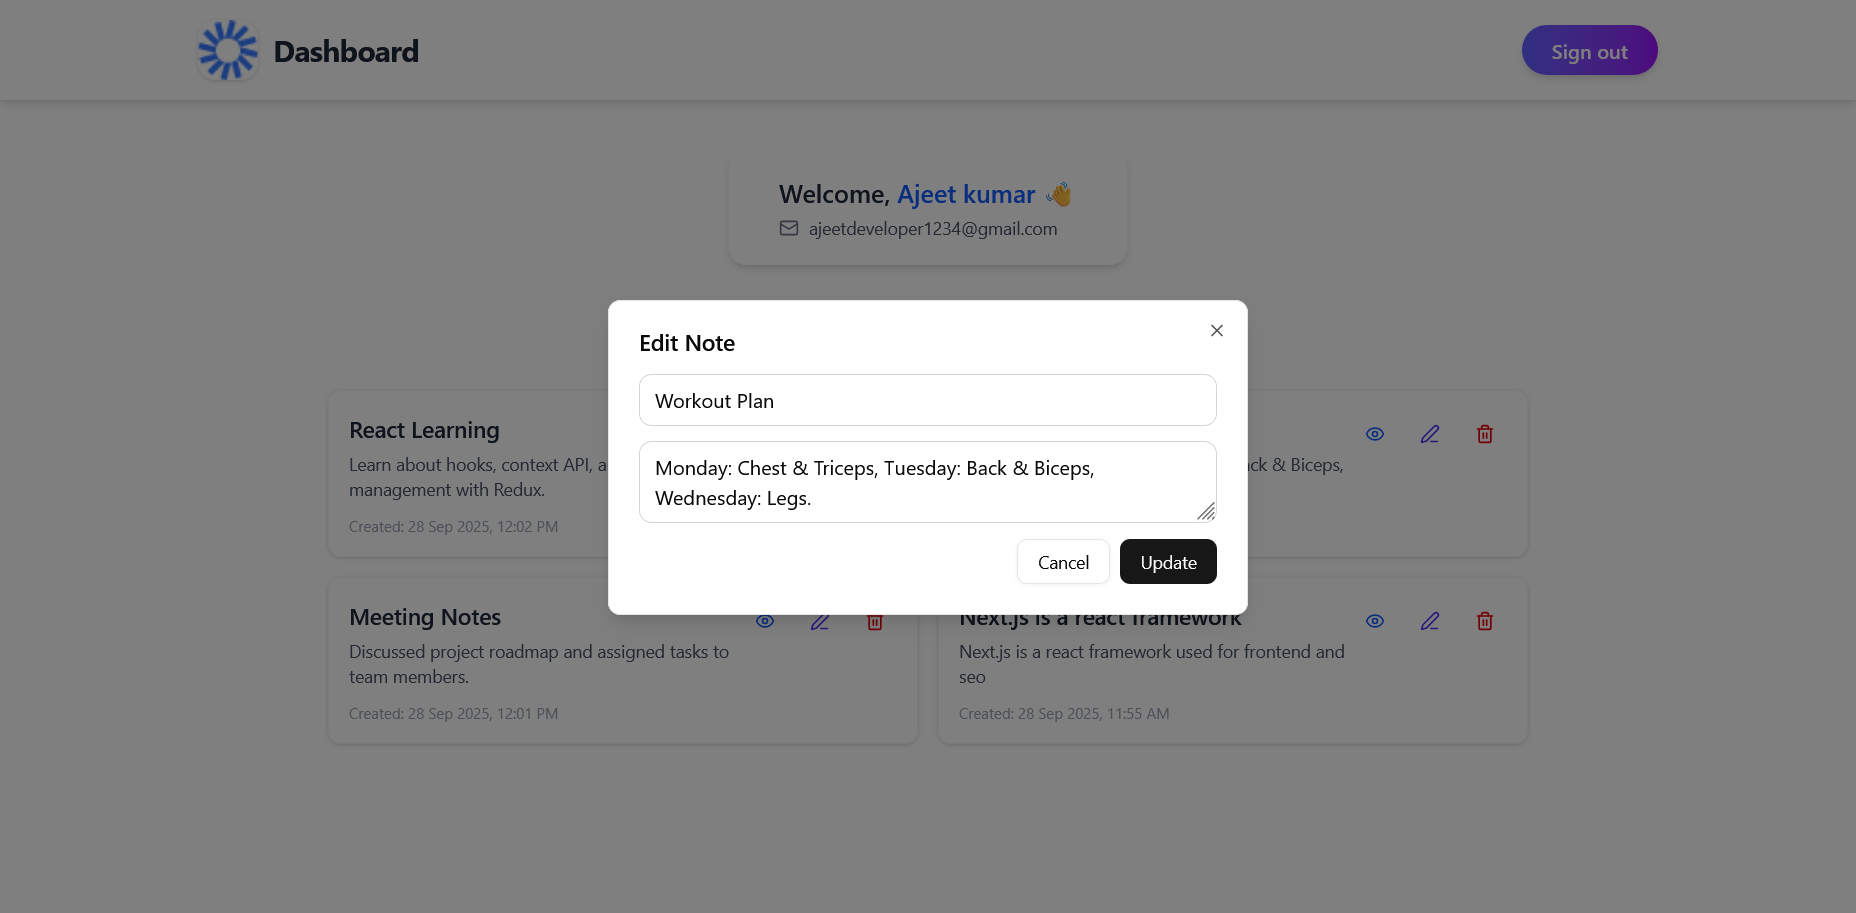 Dashboard
Sign out
Welcome, Ajeet kumar 👋
ajeetdeveloper1234@gmail.com
Edit Note
Workout Plan
Monday: Chest & Triceps, Tuesday: Back & Biceps,
Wednesday: Legs.
Cancel
Update
React Learning
Learn about hooks, context API, a
management with Redux.
Created: 28 Sep 2025, 12:02 PM
ck & Biceps,
Meeting Notes
Discussed project roadmap and assigned tasks to
team members.
Created: 28 Sep 2025, 12:01 PM
Next.js is a react framework
Next.js is a react framework used for frontend and
seo
Created: 28 Sep 2025, 11:55 AM